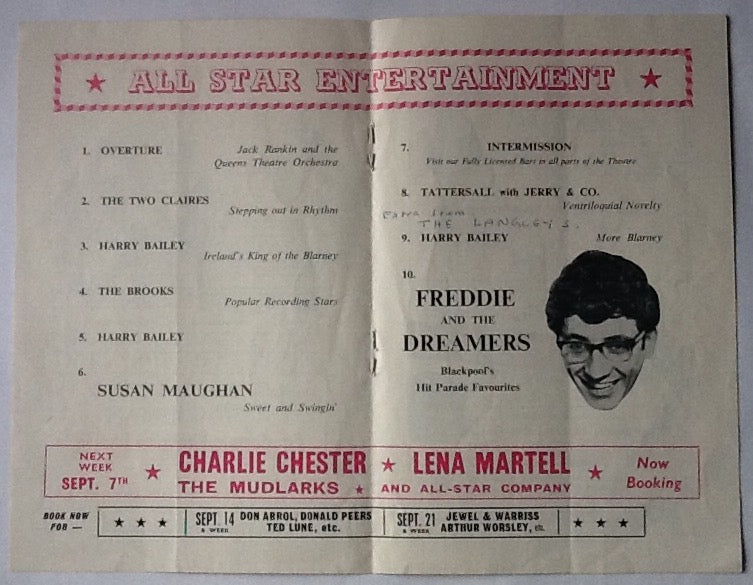 ALL STAR ENTERTAINMENT
1. OVERTURE Jack Rankin and the
Queens Theatre Orchestra
2. THE TWO CLAIRES
Stepping out in Rhythm
3. HARRY BAILEY
Ireland's King of the Blarney
4. THE BROOKS
Popular Recording Stars
5. HARRY BAILEY
6.
SUSAN MAUGHAN
Sweet and Swingin'
7. INTERMISSION
Visit our Fully Licensed Bars in all parts of the Theatre
8. TATTERSALL with JERRY & CO.
Ventriloquial Novelty
Extra item
THE LANGLEYS.
9. HARRY BAILEY More Blarney
10.
FREDDIE
AND THE
DREAMERS
Blackpool's
Hit Parade Favourites
NEXT
WEEK
SEPT. 7TH
CHARLIE CHESTER LENA MARTELL
THE MUDLARKS AND ALL-STAR COMPANY
Now
Booking
BOOK NOW
FOR —
SEPT. 14
& WEEK
DON ARROL, DONALD PEERS
TED LUNE, etc.
SEPT. 21
& WEEK
JEWEL & WARRISS
ARTHUR WORSLEY, etc.